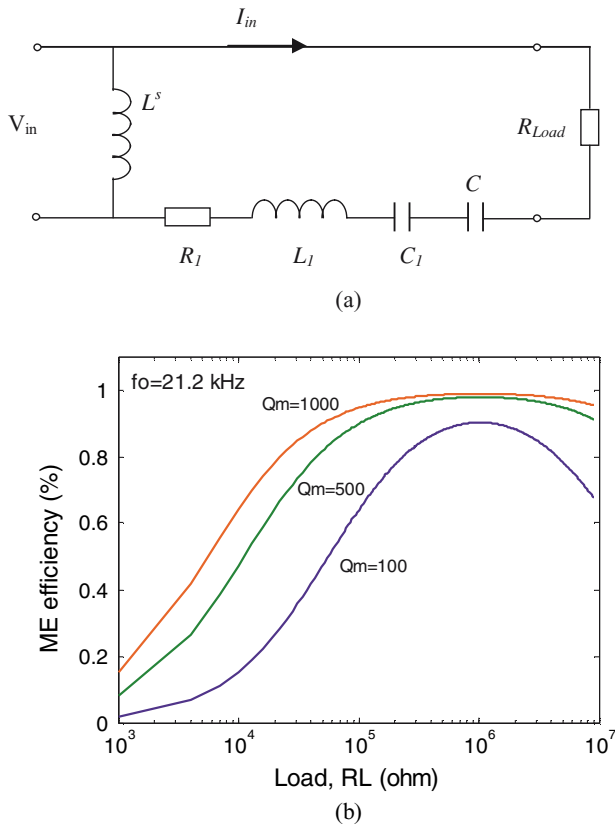 I_in
L^s
V_in
R_Load
C
R_1
L_1
C_1
(a)
fo=21.2 kHz
Qm=1000
Qm=500
Qm=100
ME efficiency (%)
1
0.8
0.6
0.4
0.2
0
10^3 10^4 10^5 10^6 10^7
Load, RL (ohm)
(b)